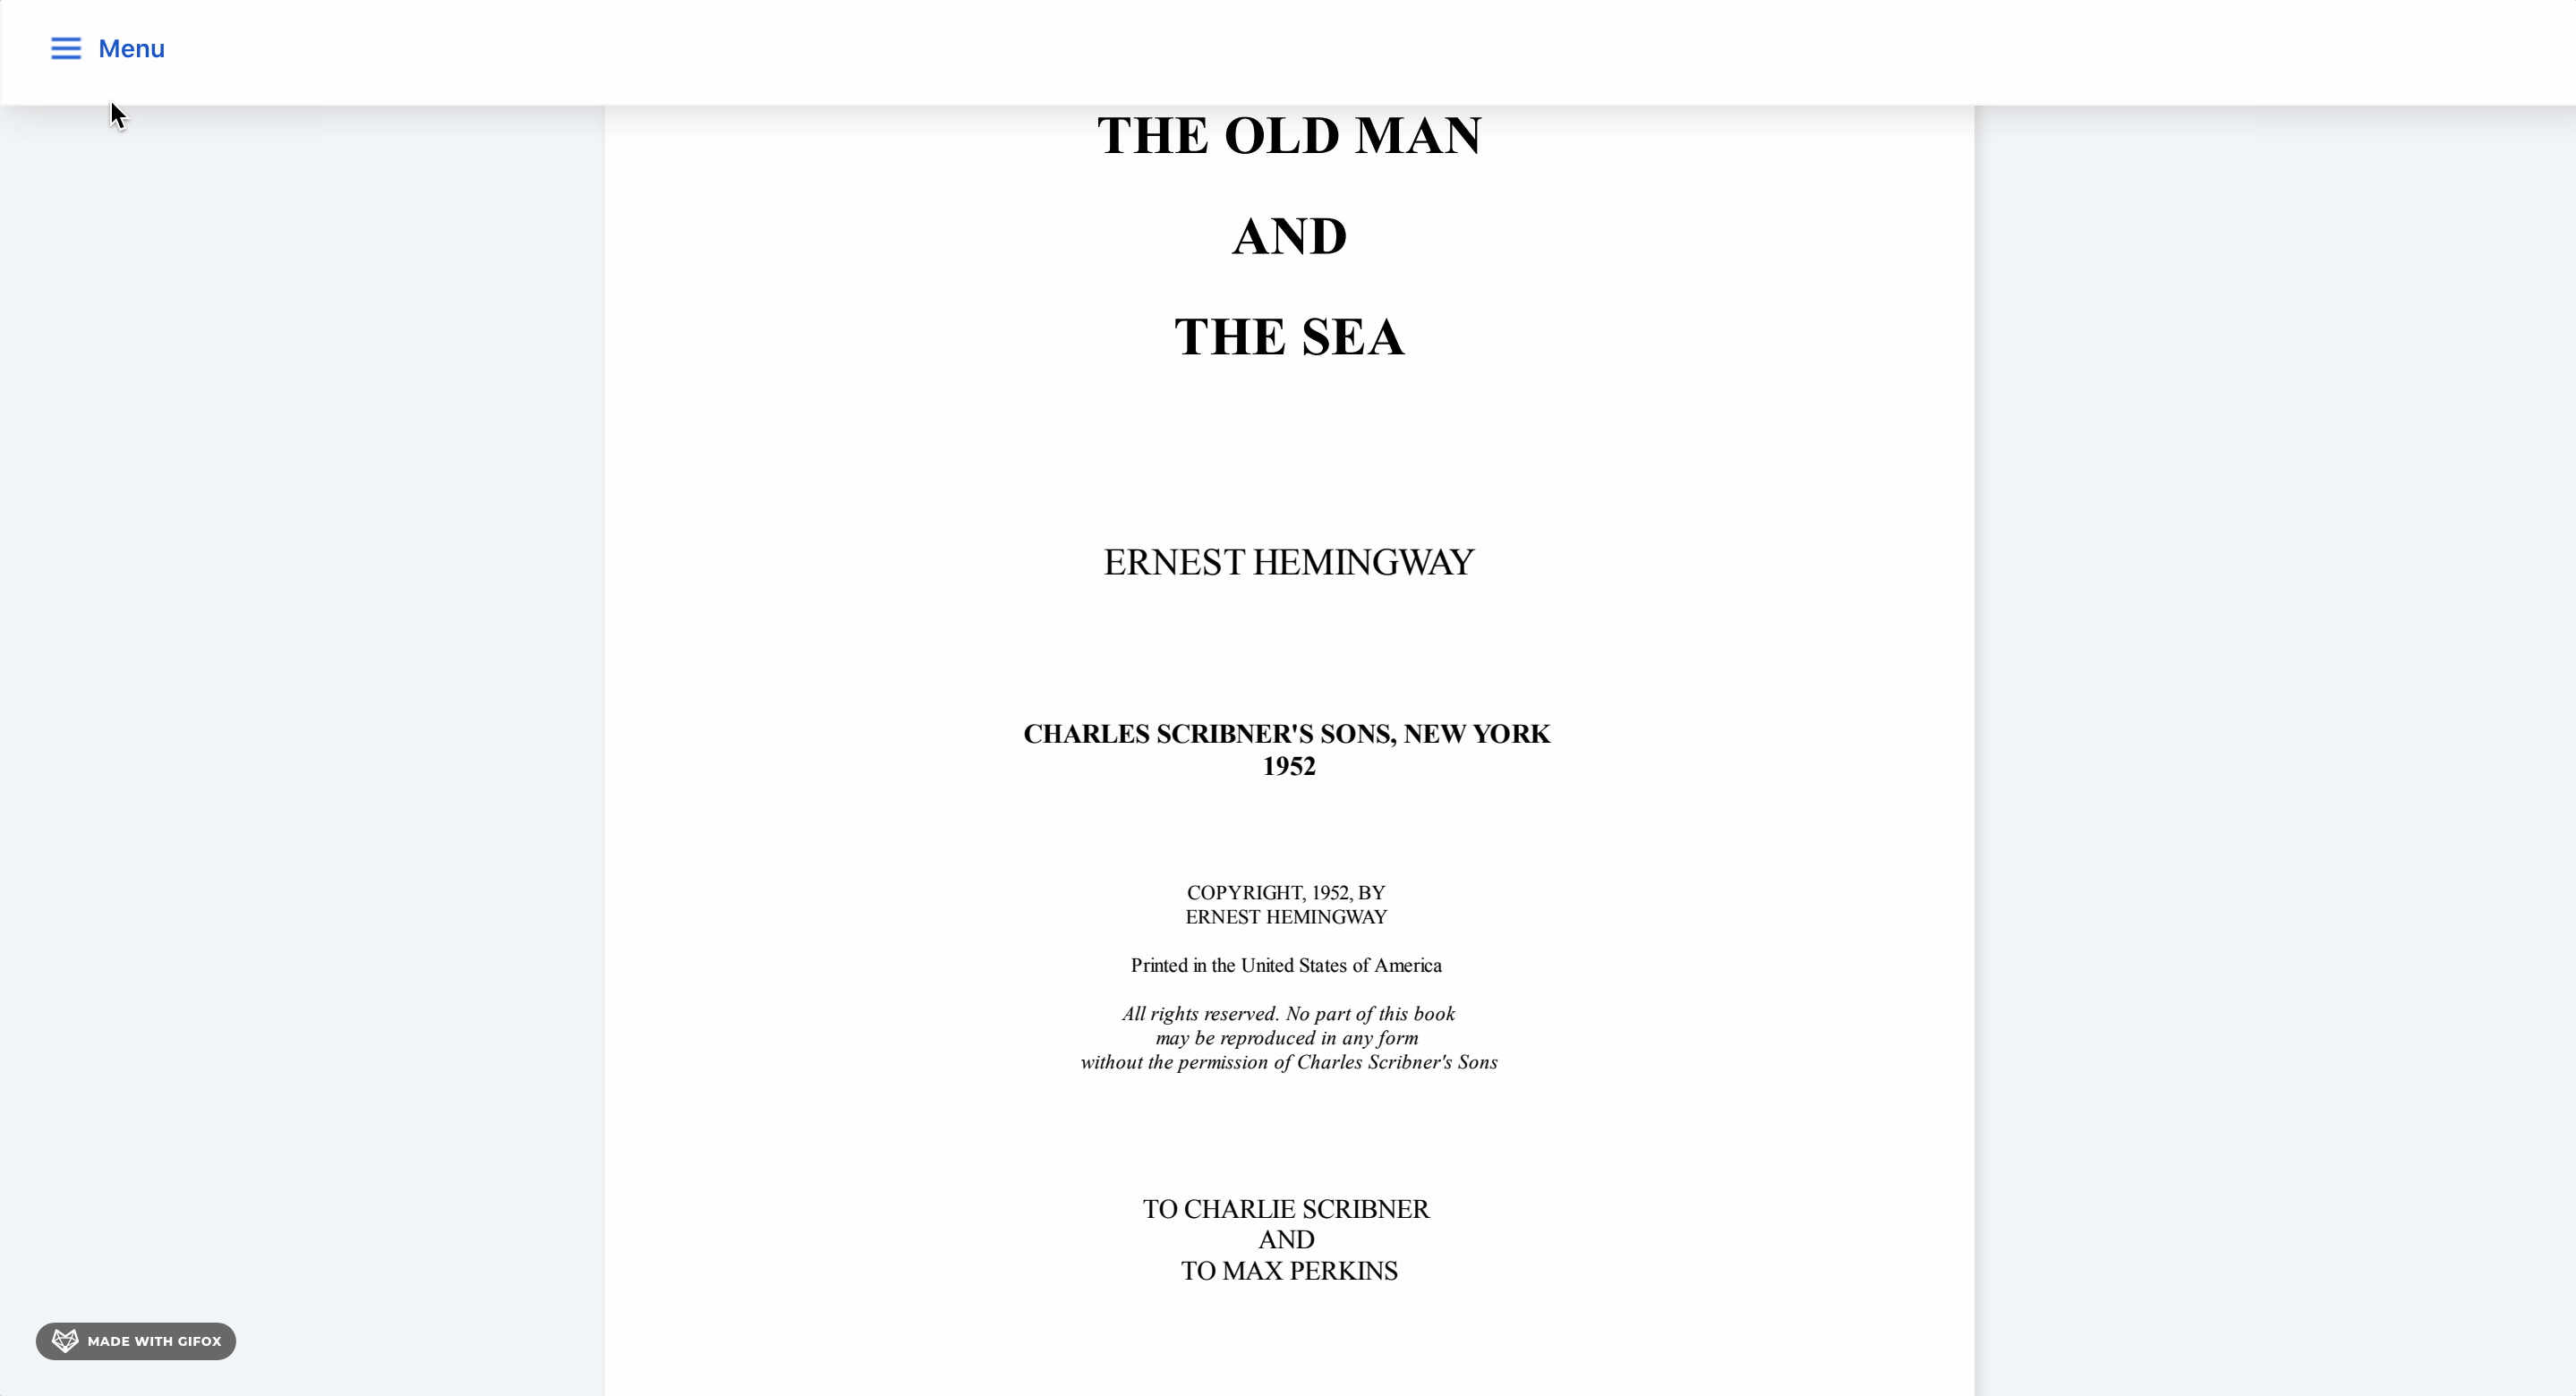 Menu
THE OLD MAN
AND
THE SEA
ERNEST HEMINGWAY
CHARLES SCRIBNER'S SONS, NEW YORK
1952
COPYRIGHT, 1952, BY
ERNEST HEMINGWAY
Printed in the United States of America
All rights reserved. No part of this book
may be reproduced in any form
without the permission of Charles Scribner's Sons
TO CHARLIE SCRIBNER
AND
TO MAX PERKINS
MADE WITH GIFOX